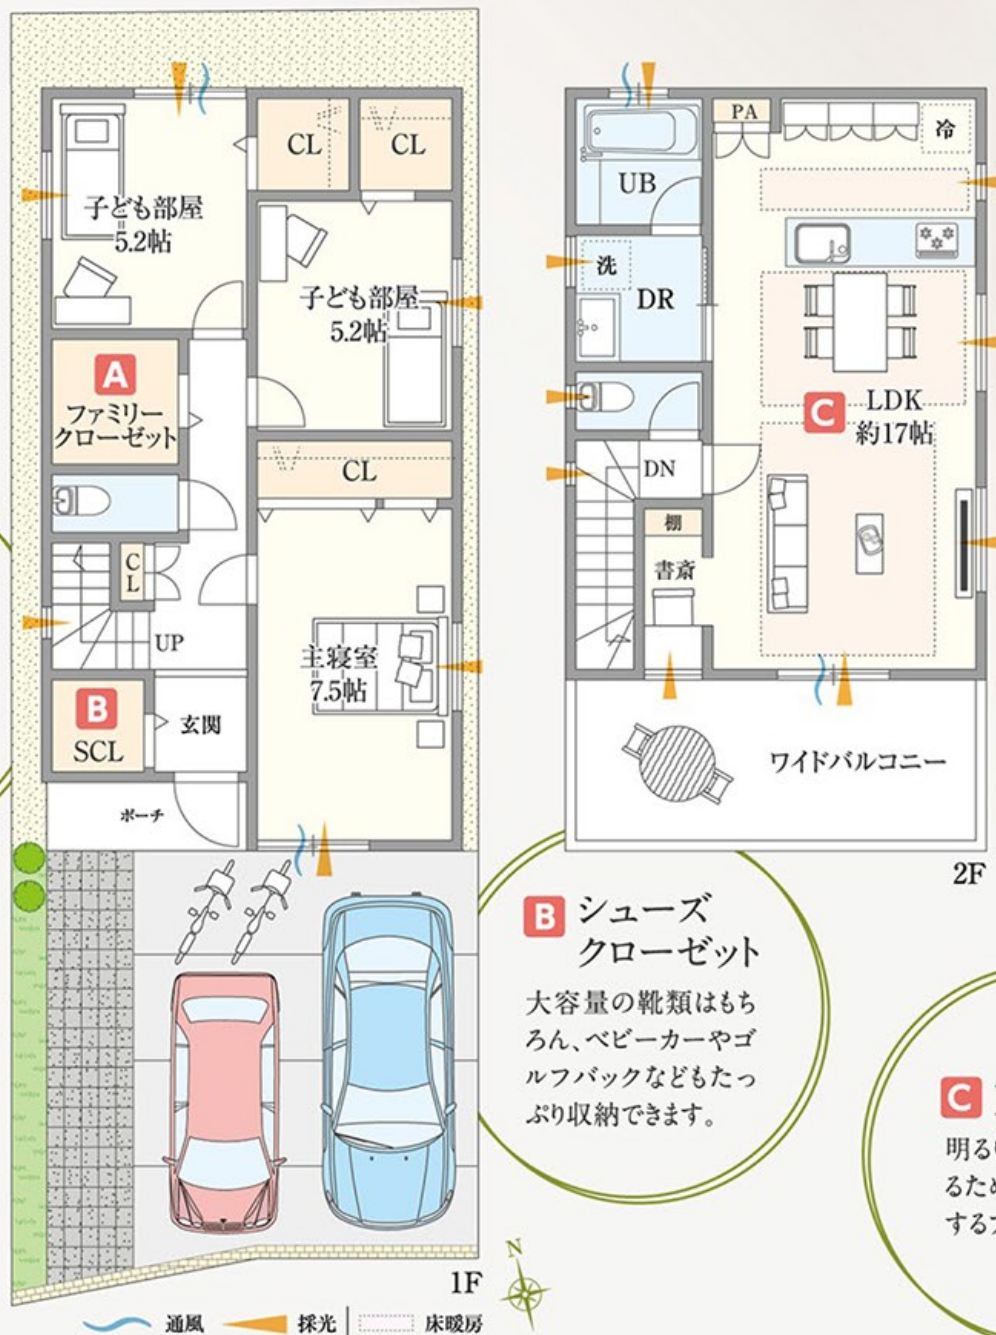 CL
CL
子ども部屋
5.2帖
子ども部屋
5.2帖
A
ファミリー
クローゼット
CL
CL
UP
主寝室
7.5帖
B
SCL
玄関
ポーチ
1F
PA
冷
UB
洗
DR
C LDK
約17帖
DN
棚
書斎
ワイドバルコニー
2F
B シューズ
クローゼット
大容量の靴類はもち
ろん、ベビーカーやゴ
ルフバックなどもたっ
ぷり収納できます。
C
明る
るため
する
N
通風 採光 床暖房